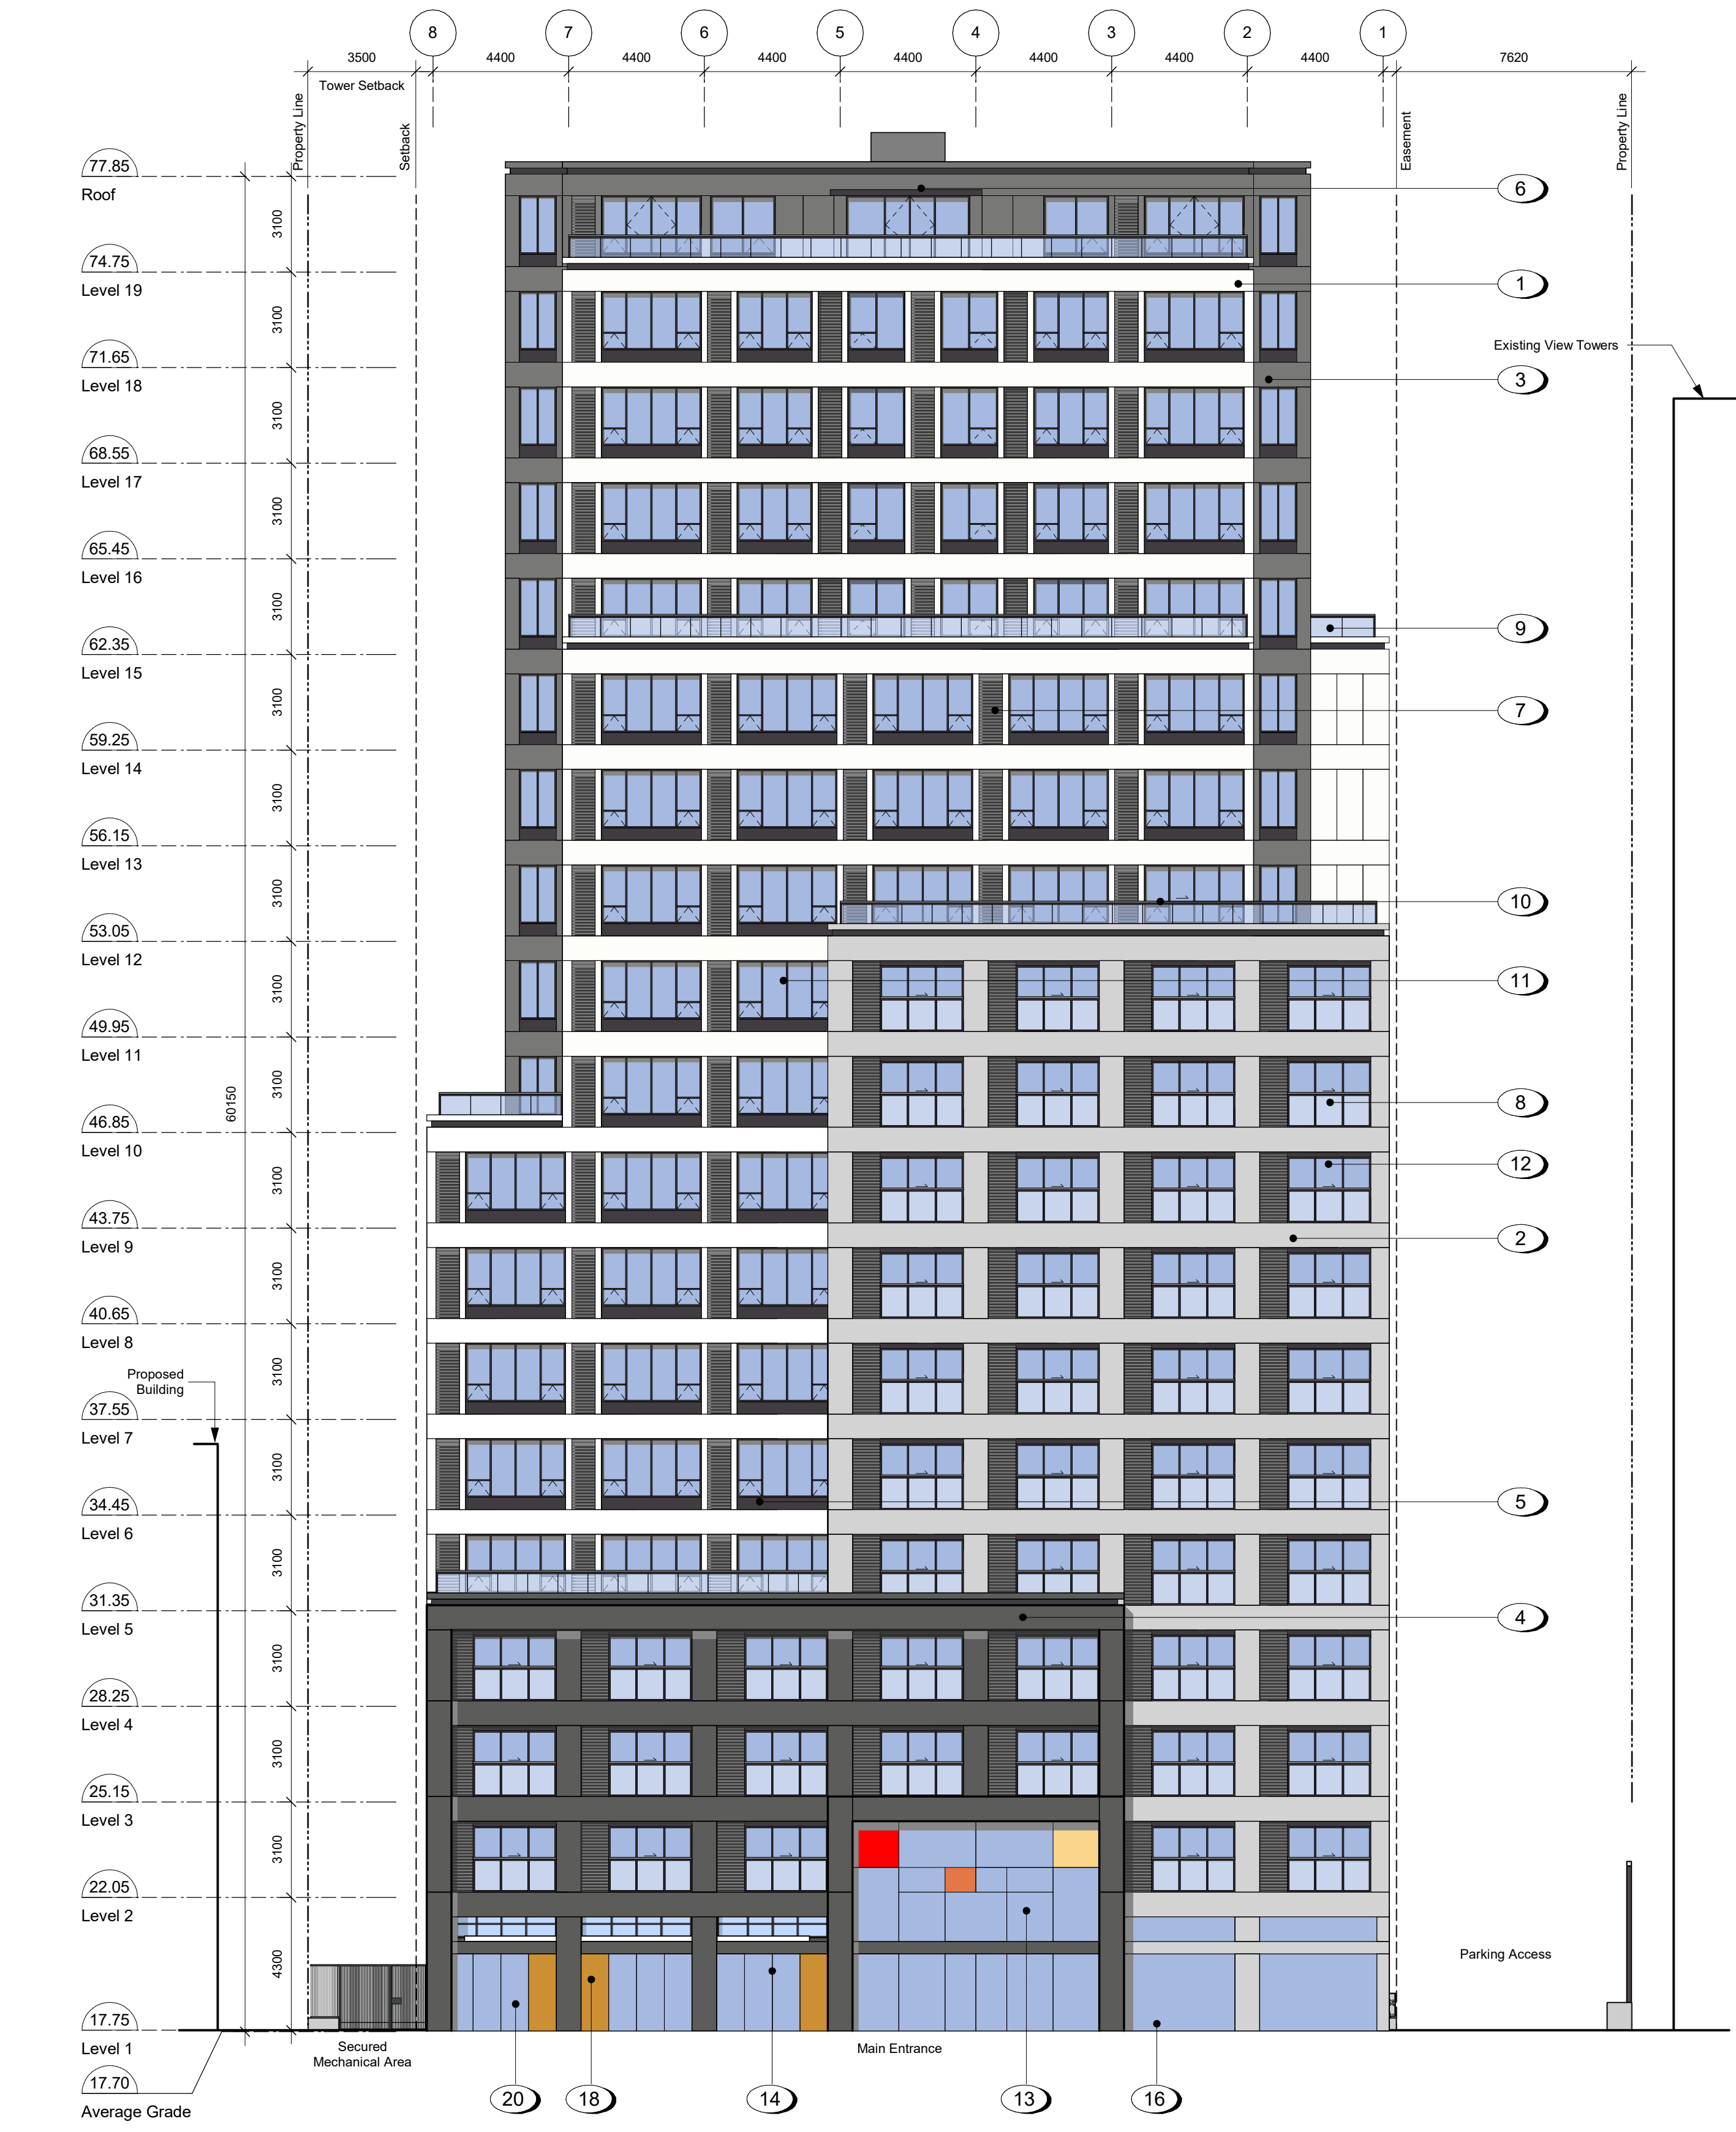 8 7 6 5 4 3 2 1
3500 4400 4400 4400 4400 4400 4400 4400 7620
Tower Setback
Property Line
Setback
Easement
Property Line
77.85
Roof
6
3100
74.75
Level 19
1
3100
Existing View Towers
71.65
Level 18
3
3100
68.55
Level 17
3100
65.45
Level 16
3100
9
62.35
Level 15
3100
7
59.25
Level 14
3100
56.15
Level 13
3100
10
53.05
Level 12
3100
11
49.95
Level 11
3100
60150
8
46.85
Level 10
12
3100
43.75
Level 9
2
3100
40.65
Level 8
3100
Proposed
Building
37.55
Level 7
3100
5
34.45
Level 6
3100
31.35
Level 5
4
3100
28.25
Level 4
3100
25.15
Level 3
3100
22.05
Level 2
4300
Parking Access
17.75
Level 1
Secured
Mechanical Area
Main Entrance
17.70
Average Grade
20 18 14 13 16